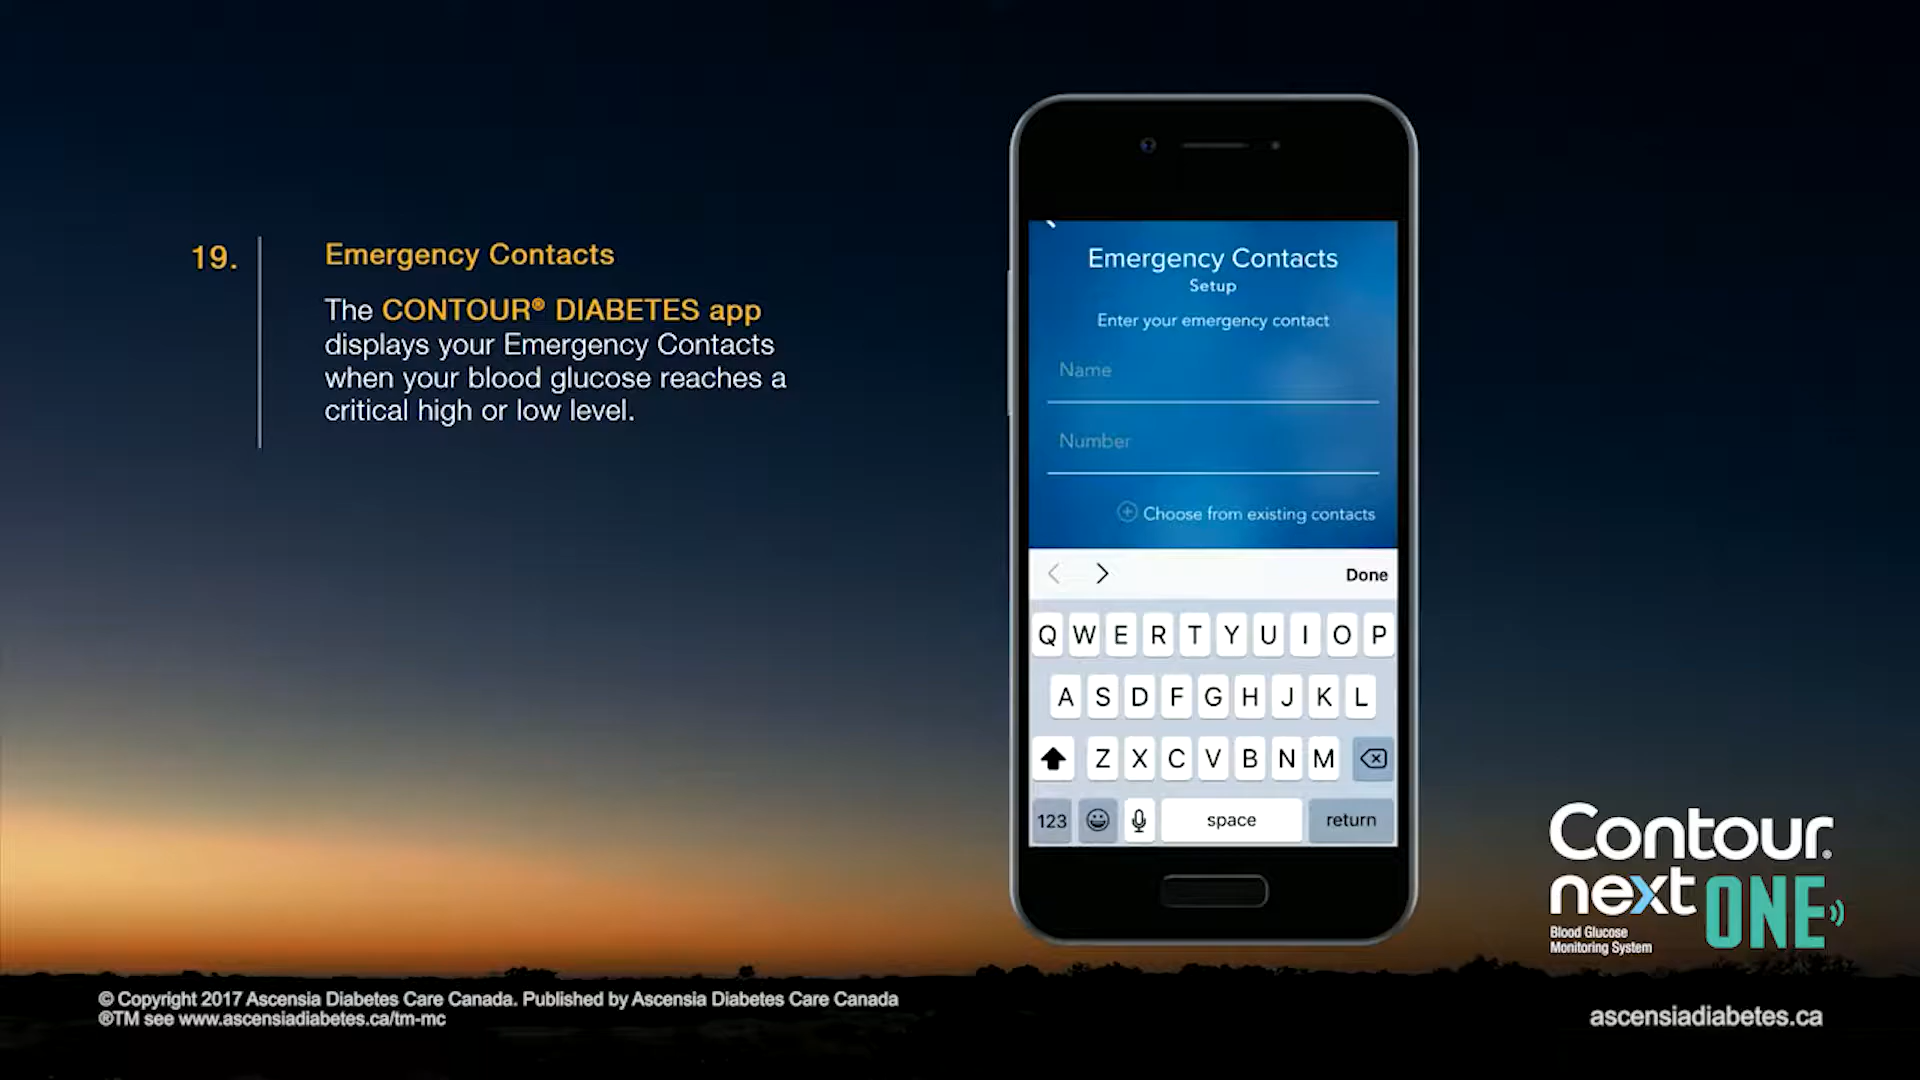 19.
Emergency Contacts
The CONTOUR® DIABETES app
displays your Emergency Contacts
when your blood glucose reaches a
critical high or low level.
Emergency Contacts
Setup
Enter your emergency contact
Name
Number
Choose from existing contacts
Done
Q W E R T Y U I O P
A S D F G H J K L
Z X C V B N M
123 space return
Contour®
next ONE
Blood Glucose
Monitoring System
© Copyright 2017 Ascensia Diabetes Care Canada. Published by Ascensia Diabetes Care Canada
®TM see www.ascensiadiabetes.ca/tm-mc
ascensiadiabetes.ca